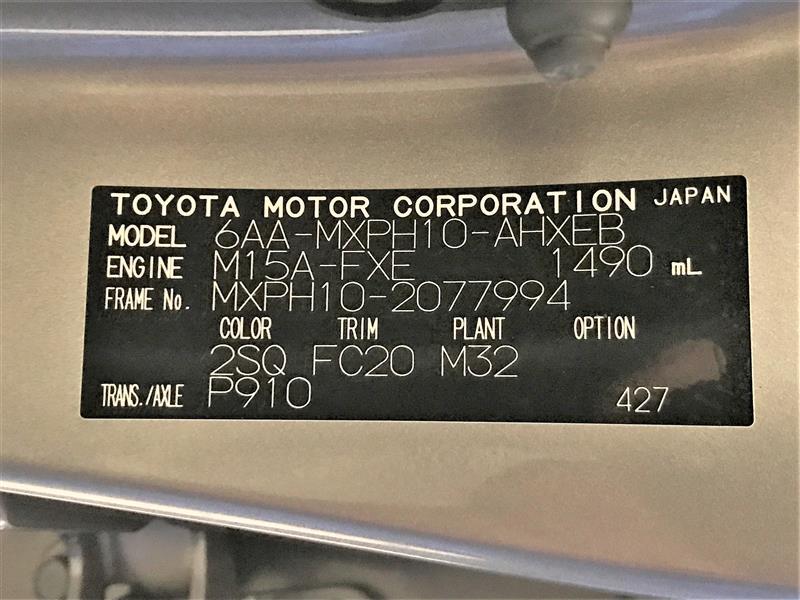 TOYOTA MOTOR CORPORATION JAPAN
MODEL 6AA-MXPH10-AHXEB
ENGINE M15A-FXE 1490 mL
FRAME No. MXPH10-2077994
COLOR TRIM PLANT OPTION
2SQ FC20 M32
TRANS./AXLE P910 427